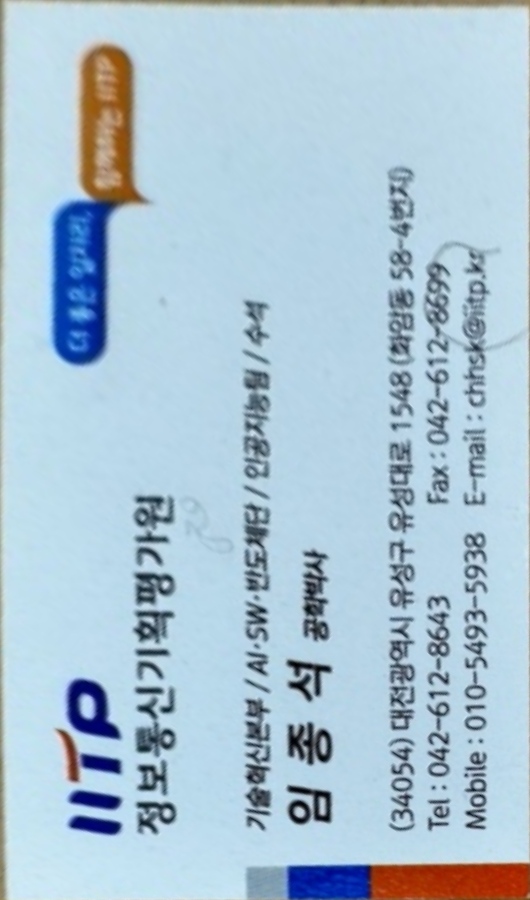 IITP
정보통신기획평가원
더 좋은 일자리,
함께하는 IITP
기술혁신본부 / AI·SW·반도체단 / 인공지능팀 / 수석
임 종 석 공학박사
(34054) 대전광역시 유성구 유성대로 1548 (화암동 58-4번지)
Tel : 042-612-8643 Fax : 042-612-8699
Mobile : 010-5493-5938 E-mail : chhsk@iitp.kr